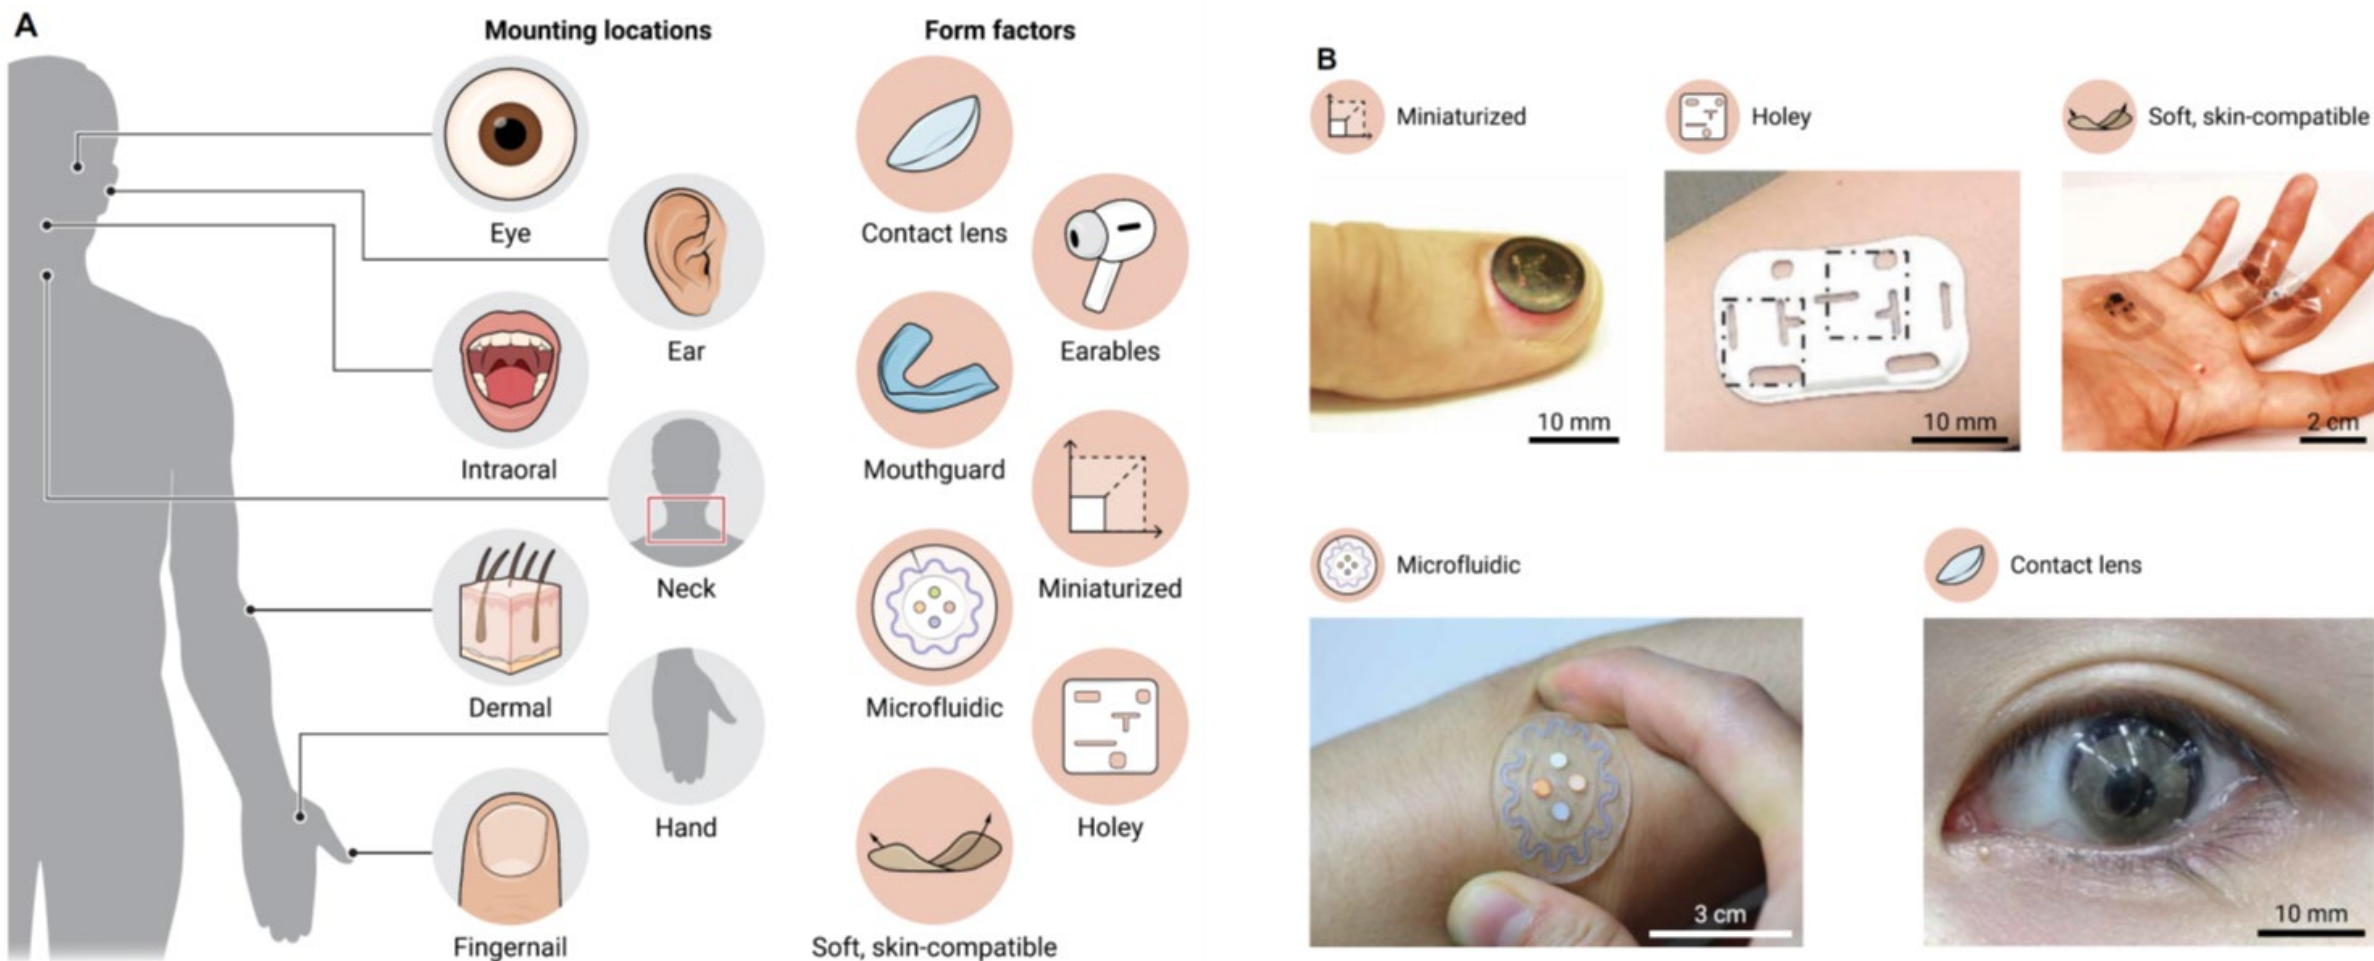 A
Mounting locations
Form factors
Eye
Ear
Intraoral
Neck
Dermal
Hand
Fingernail
Contact lens
Earables
Mouthguard
Miniaturized
Microfluidic
Holey
Soft, skin-compatible
B
Miniaturized
10 mm
Holey
10 mm
Soft, skin-compatible
2 cm
Microfluidic
3 cm
Contact lens
10 mm